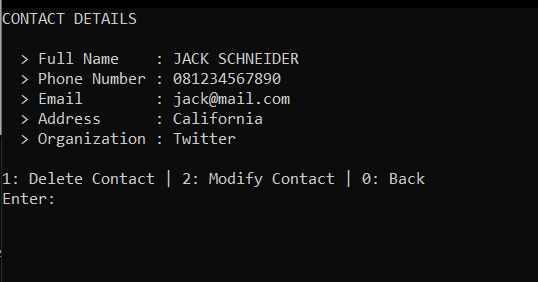 CONTACT DETAILS
> Full Name : JACK SCHNEIDER
> Phone Number : 081234567890
> Email : jack@mail.com
> Address : California
> Organization : Twitter
1: Delete Contact | 2: Modify Contact | 0: Back
Enter: